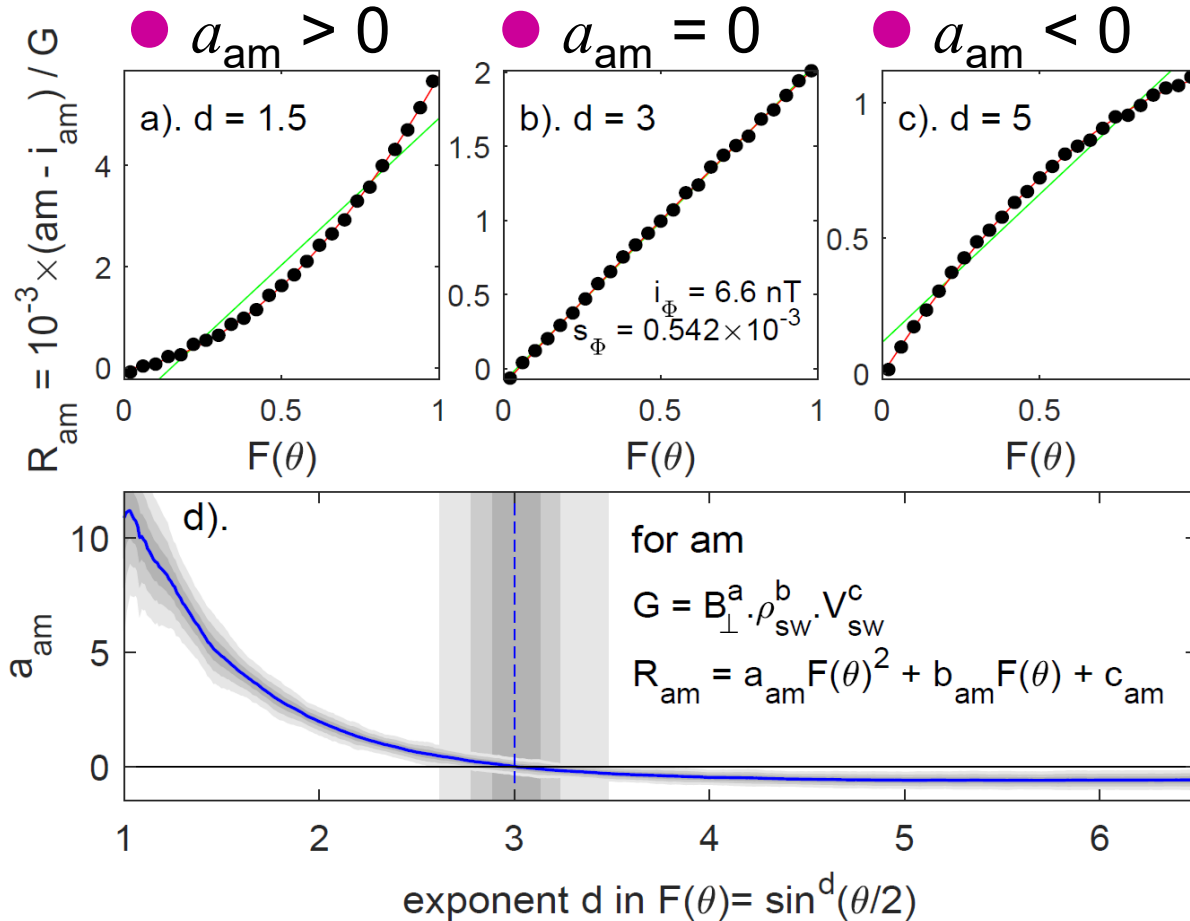 a_am > 0
a_am = 0
a_am < 0
R_am = 10^-3 ×(am - i_am) / G
a). d = 1.5
4
2
0
0 0.5 1
F(θ)
b). d = 3
i_Φ = 6.6 nT
s_Φ = 0.542×10^-3
2
1.5
1
0.5
0
0 0.5 1
F(θ)
c). d = 5
1
0.5
0
0 0.5
F(θ)
d).
a_am
10
5
0
for am
G = B_⊥^a.ρ_sw^b.V_sw^c
R_am = a_am F(θ)^2 + b_am F(θ) + c_am
1 2 3 4 5 6
exponent d in F(θ)= sin^d(θ/2)